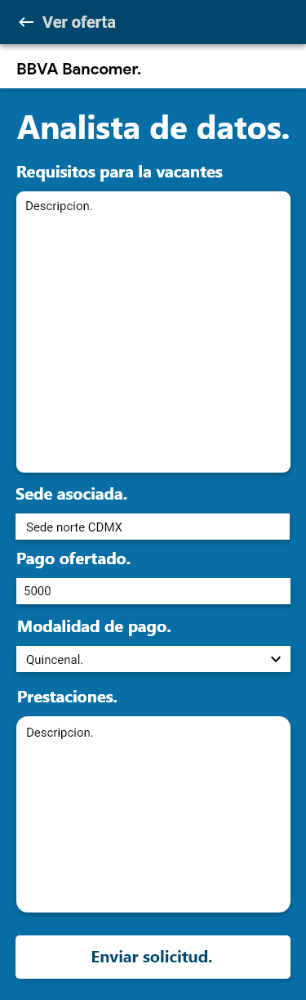 Ver oferta
BBVA Bancomer.
Analista de datos.
Requisitos para la vacantes
Descripcion.
Sede asociada.
Sede norte CDMX
Pago ofertado.
5000
Modalidad de pago.
Quincenal.
Prestaciones.
Descripcion.
Enviar solicitud.